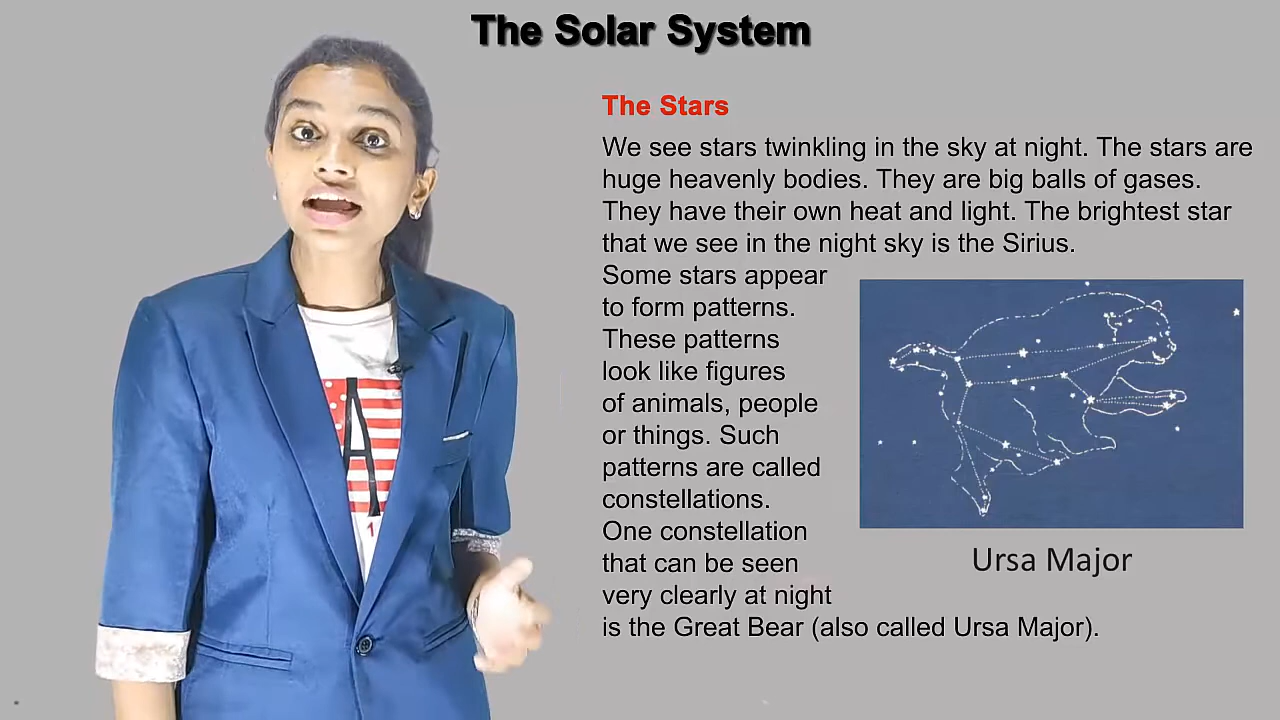 The Solar System
The Stars
We see stars twinkling in the sky at night. The stars are
huge heavenly bodies. They are big balls of gases.
They have their own heat and light. The brightest star
that we see in the night sky is the Sirius.
Some stars appear
to form patterns.
These patterns
look like figures
of animals, people
or things. Such
patterns are called
constellations.
One constellation
that can be seen
very clearly at night
is the Great Bear (also called Ursa Major).
Ursa Major
A
1